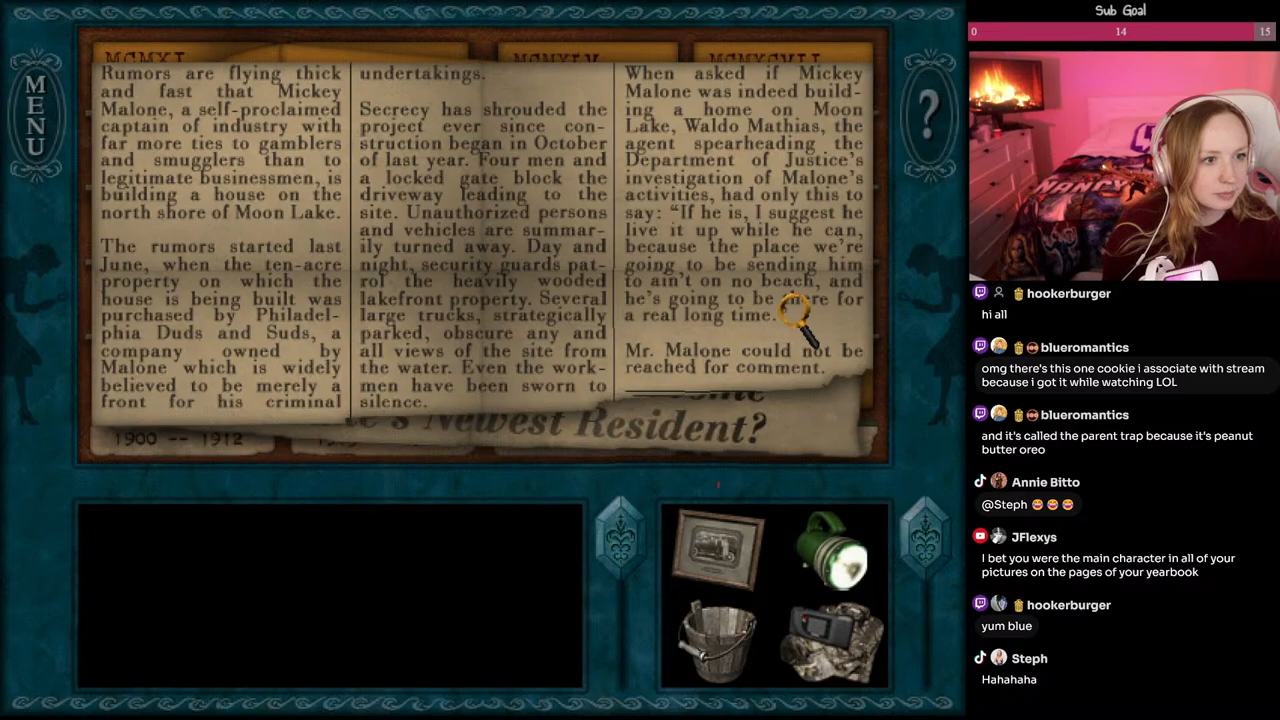 Sub Goal
0 14 15
MENU
?
Rumors are flying thick
and fast that Mickey
Malone, a self-proclaimed
captain of industry with
far more ties to gamblers
and smugglers than to
legitimate businessmen, is
building a house on the
north shore of Moon Lake.
The rumors started last
June, when the ten-acre
property on which the
house is being built was
purchased by Philadel-
phia Duds and Suds, a
company owned by
Malone which is widely
believed to be merely a
front for his criminal
undertakings.
Secrecy has shrouded the
project ever since con-
struction began in October
of last year. Four men and
a locked gate block the
driveway leading to the
site. Unauthorized persons
and vehicles are summar-
ily turned away. Day and
night, security guards pat-
rol the heavily wooded
lakefront property. Several
large trucks, strategically
parked, obscure any and
all views of the site from
the water. Even the work-
men have been sworn to
silence.
When asked if Mickey
Malone was indeed build-
ing a home on Moon
Lake, Waldo Mathias, the
agent spearheading the
Department of Justice's
investigation of Malone's
activities, had only this to
say: "If he is, I suggest he
live it up while he can,
because the place we're
going to be sending him
to ain't on no beach, and
he's going to be there for
a real long time.
Mr. Malone could not be
reached for comment.
Newest Resident?
1900 -- 1912
NANCY
hookerburger
hi all
blueromantics
omg there's this one cookie i associate with stream
because i got it while watching LOL
blueromantics
and it's called the parent trap because it's peanut
butter oreo
Annie Bitto
@Steph 😂 😂 😂
JFlexys
I bet you were the main character in all of your
pictures on the pages of your yearbook
hookerburger
yum blue
Steph
Hahahaha